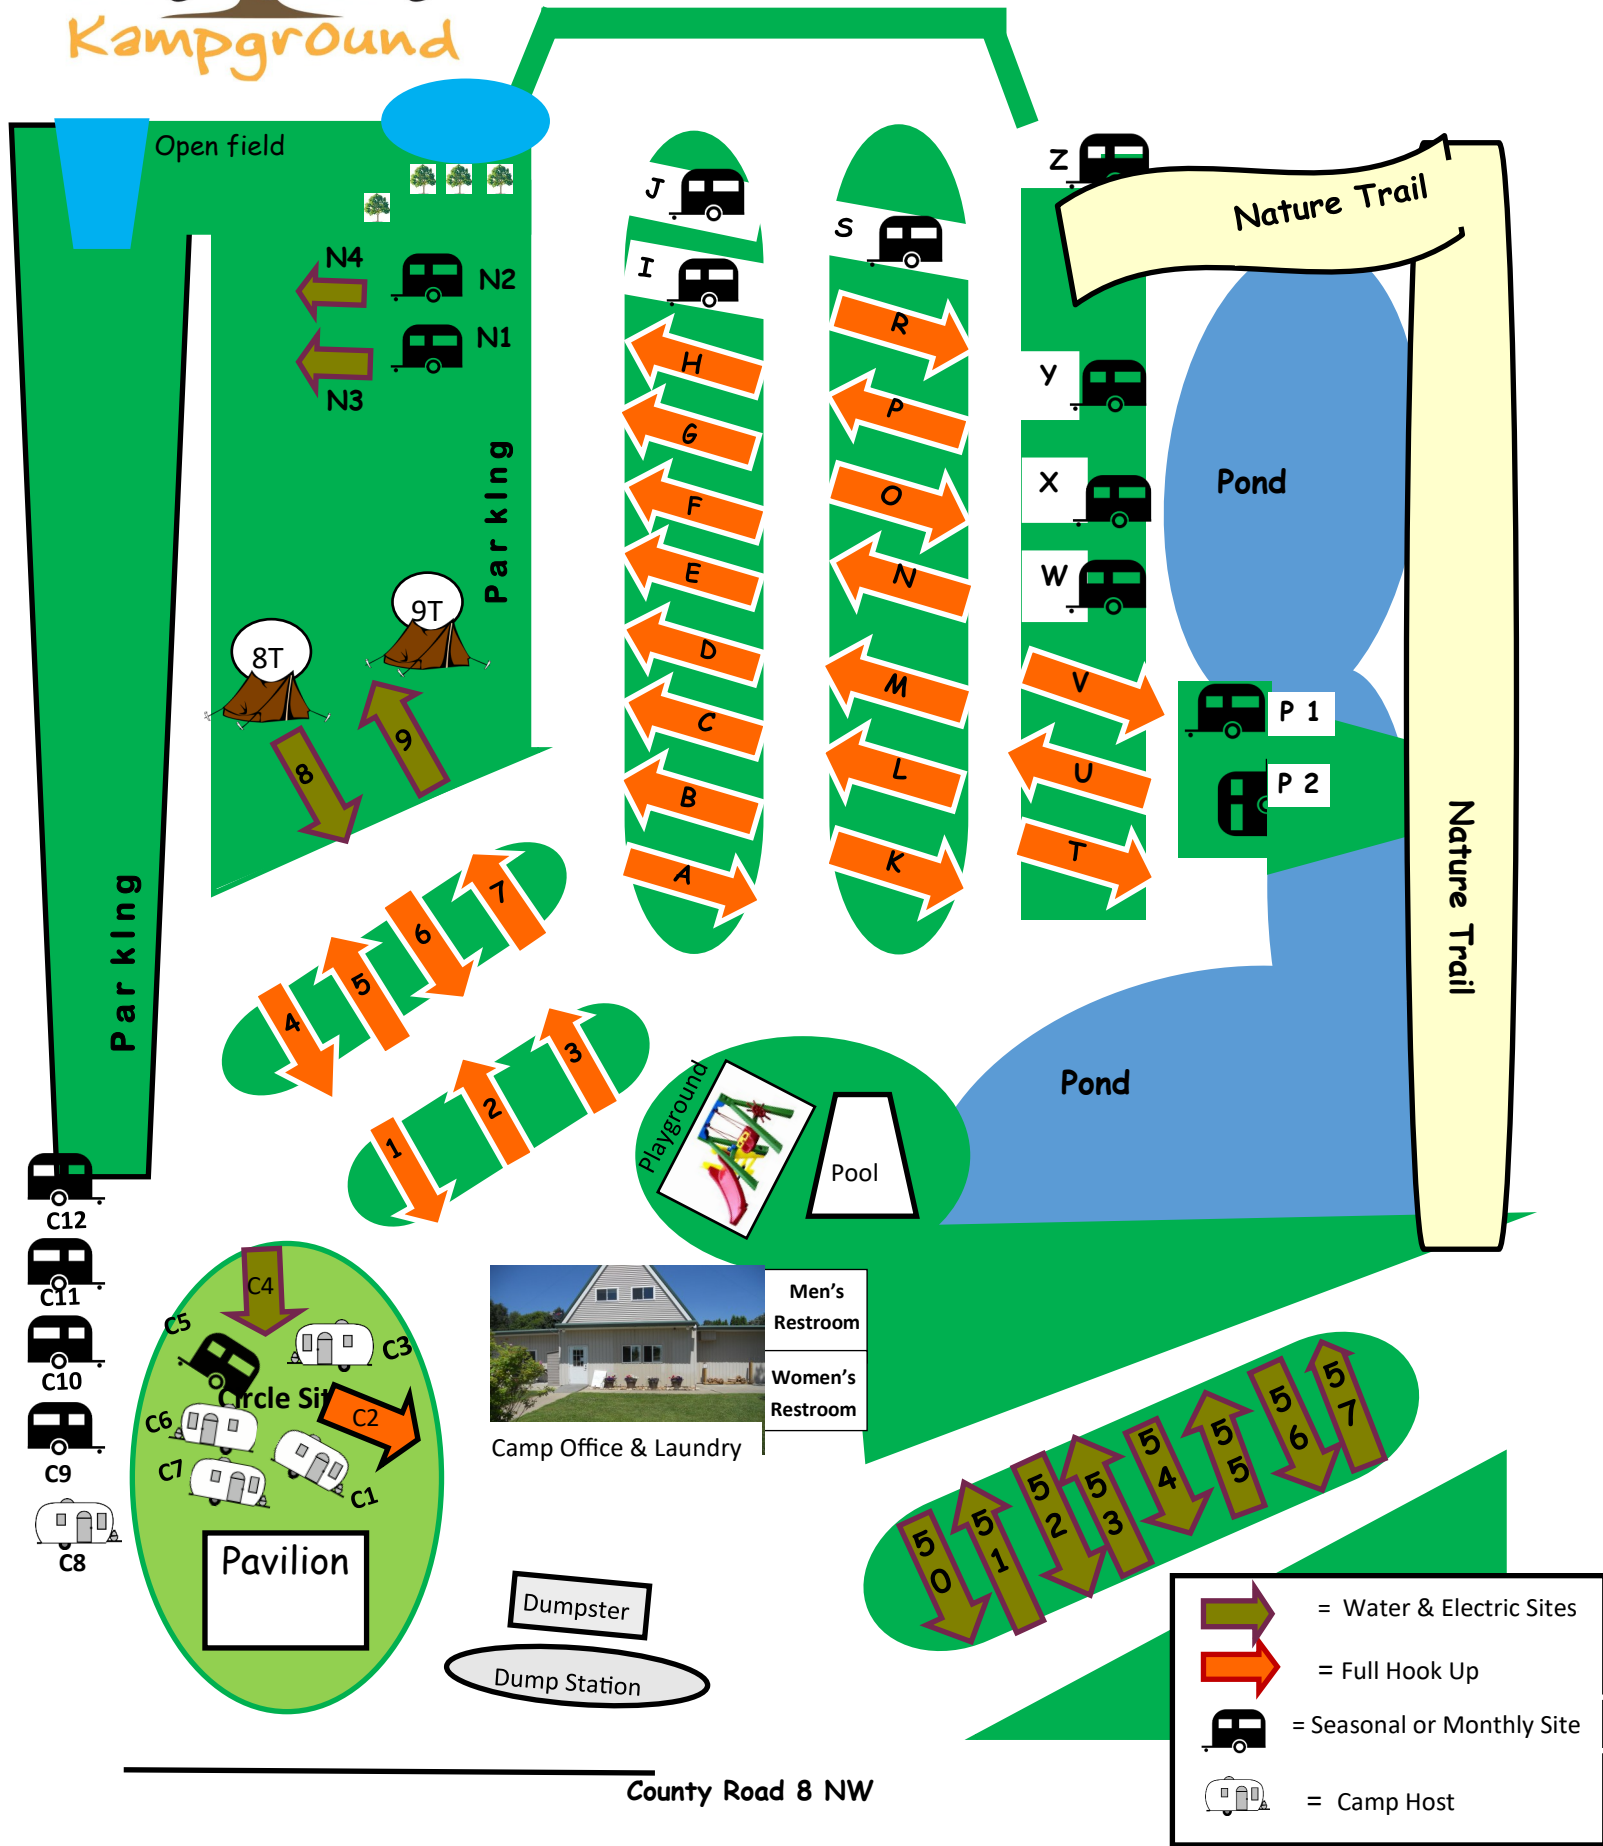 Kampground
Open field
N4
N2
N1
N3
Parking
Parking
9T
8T
9
8
J
I
H
G
F
E
D
C
B
A
S
R
P
O
N
M
L
K
Z
Y
X
W
V
U
T
Nature Trail
Pond
P 1
P 2
Nature Trail
7
6
5
4
3
2
1
Playground
Pool
Pond
C12
C11
C10
C9
C8
C4
C5
C3
C2
C6
C7
C1
Pavilion
Men's
Restroom
Women's
Restroom
Camp Office & Laundry
Dumpster
Dump Station
50
51
52
53
54
55
56
57
= Water & Electric Sites
= Full Hook Up
= Seasonal or Monthly Site
= Camp Host
County Road 8 NW